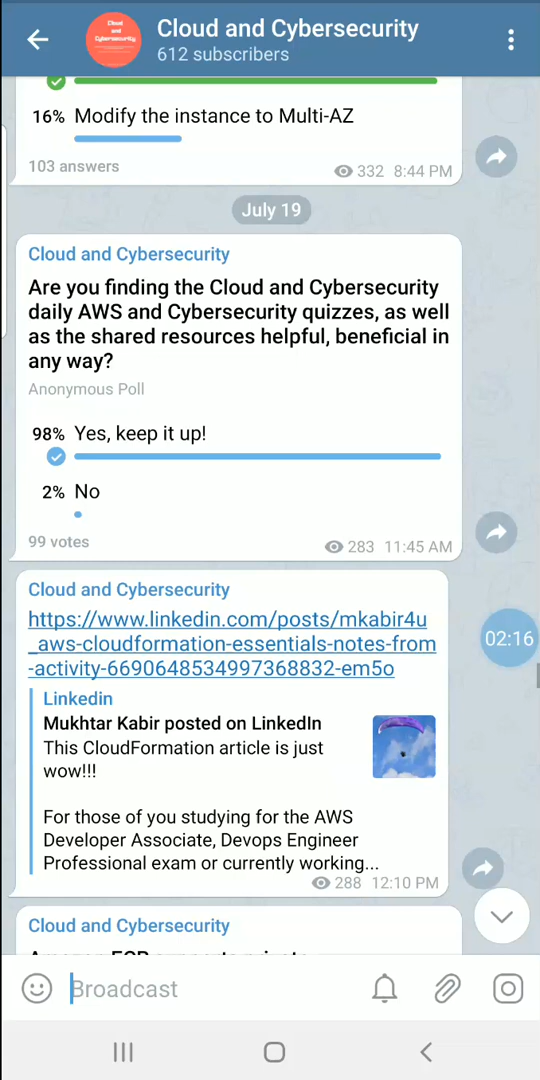 Cloud and Cybersecurity
612 subscribers
Cloud
and
Cybersecurity
16% Modify the instance to Multi-AZ
103 answers
332 8:44 PM
July 19
Cloud and Cybersecurity
Are you finding the Cloud and Cybersecurity
daily AWS and Cybersecurity quizzes, as well
as the shared resources helpful, beneficial in
any way?
Anonymous Poll
98% Yes, keep it up!
2% No
99 votes
283 11:45 AM
Cloud and Cybersecurity
https://www.linkedin.com/posts/mkabir4u
_aws-cloudformation-essentials-notes-from
-activity-6690648534997368832-em5o
02:16
Linkedin
Mukhtar Kabir posted on LinkedIn
This CloudFormation article is just
wow!!!
For those of you studying for the AWS
Developer Associate, Devops Engineer
Professional exam or currently working...
288 12:10 PM
Cloud and Cybersecurity
Broadcast